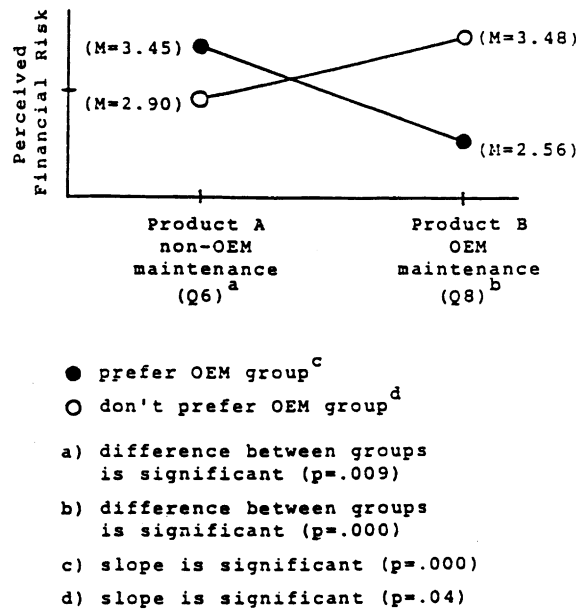 Perceived
Financial Risk
(M=3.45)
(M=2.90)
(M=3.48)
(M=2.56)
Product A
non-OEM
maintenance
(Q6)a
Product B
OEM
maintenance
(Q8)b
prefer OEM groupc
don't prefer OEM groupd
a) difference between groups
is significant (p=.009)
b) difference between groups
is significant (p=.000)
c) slope is significant (p=.000)
d) slope is significant (p=.04)